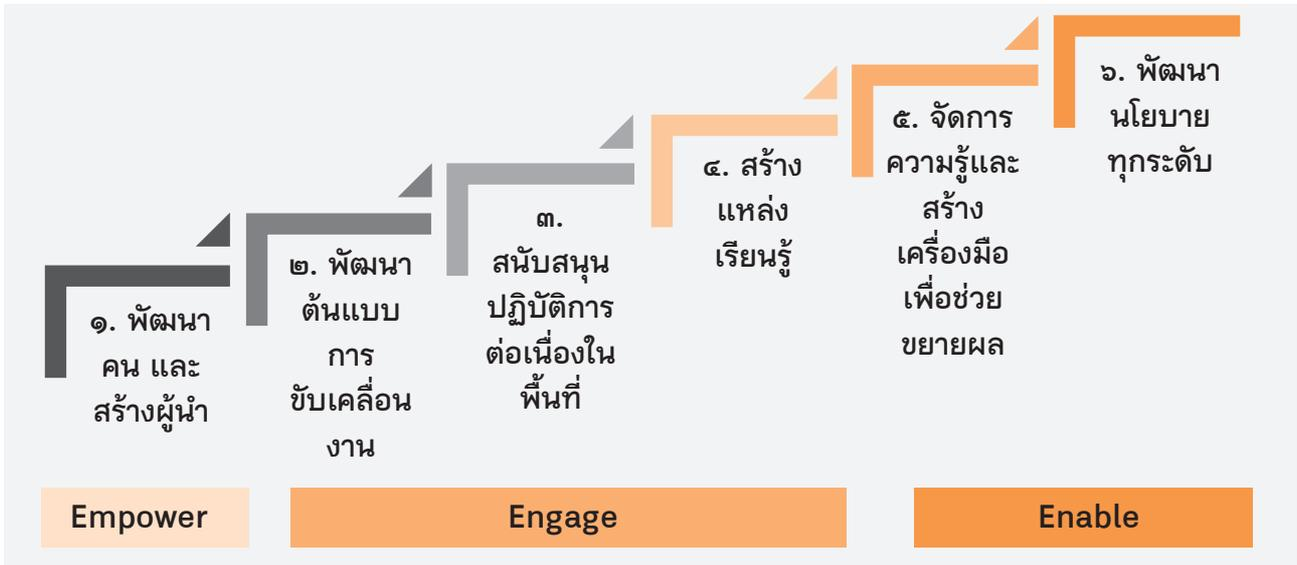 ๑. พัฒนา
คน และ
สร้างผู้นำ
๒. พัฒนา
ต้นแบบ
การ
ขับเคลื่อน
งาน
๓.
สนับสนุน
ปฏิบัติการ
ต่อเนื่องใน
พื้นที่
๔. สร้าง
แหล่ง
เรียนรู้
๕. จัดการ
ความรู้และ
สร้าง
เครื่องมือ
เพื่อช่วย
ขยายผล
๖. พัฒนา
นโยบาย
ทุกระดับ
Empower
Engage
Enable